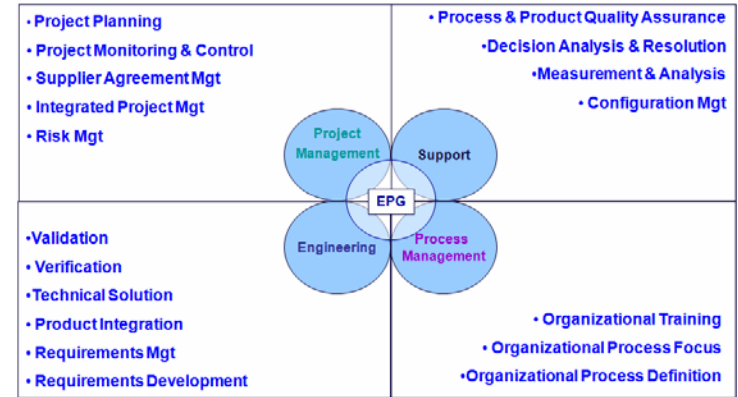 • Project Planning
• Project Monitoring & Control
• Supplier Agreement Mgt
• Integrated Project Mgt
• Risk Mgt
• Process & Product Quality Assurance
•Decision Analysis & Resolution
•Measurement & Analysis
• Configuration Mgt
Project
Management
Support
EPG
Engineering
Process
Management
•Validation
• Verification
•Technical Solution
• Product Integration
• Requirements Mgt
• Requirements Development
• Organizational Training
• Organizational Process Focus
•Organizational Process Definition